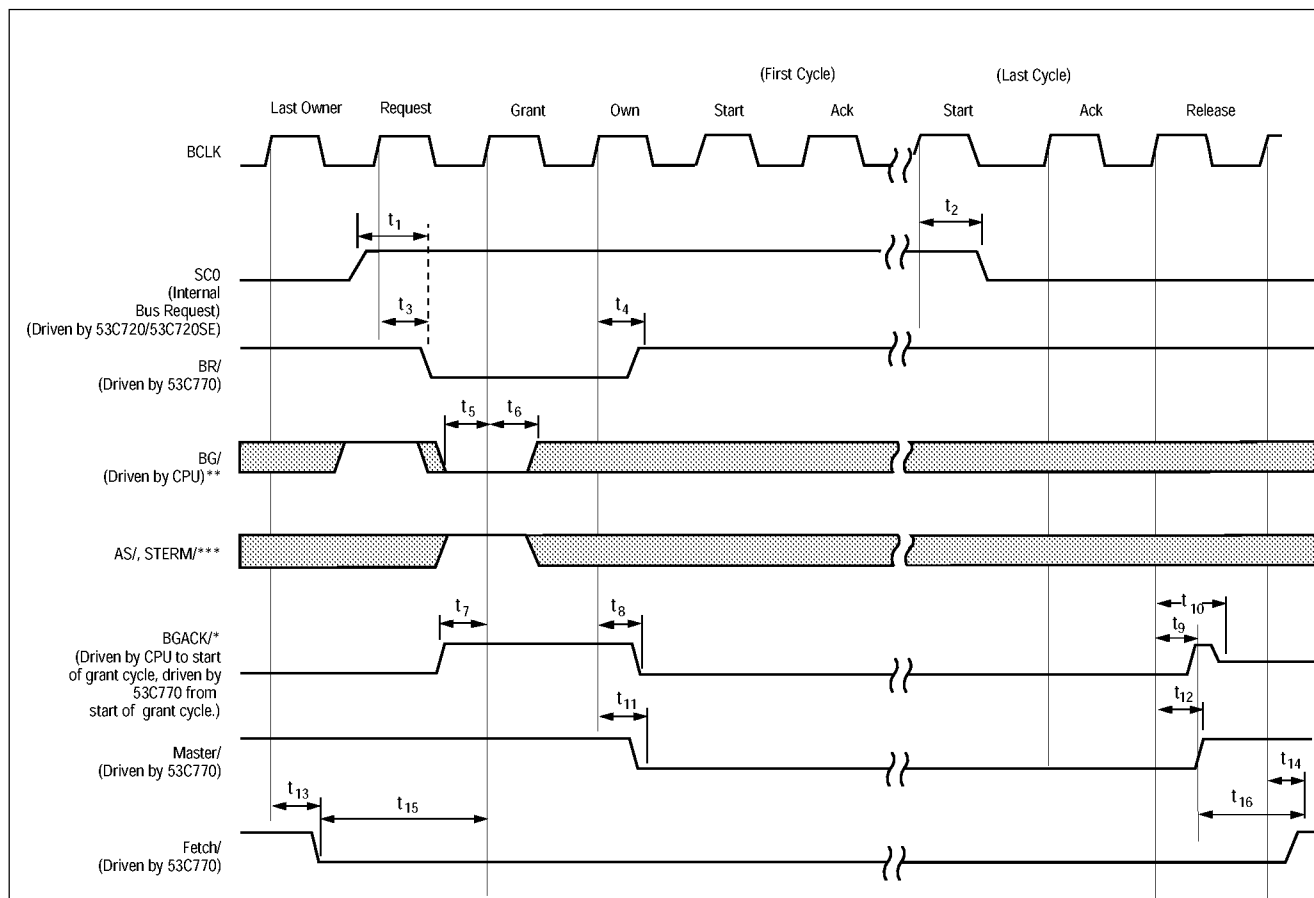 (First Cycle) (Last Cycle)
Last Owner Request Grant Own Start Ack Start Ack Release
BCLK
t1 t2
SC0
(Internal
Bus Request)
(Driven by 53C720/53C720SE)
t3 t4
BR/
(Driven by 53C770)
t5 t6
BG/
(Driven by CPU)**
AS/, STERM/***
t7 t8 t10
t9
BGACK/*
(Driven by CPU to start
of grant cycle, driven by
53C770 from
start of grant cycle.)
t11 t12
Master/
(Driven by 53C770)
t13 t15 t14
t16
Fetch/
(Driven by 53C770)